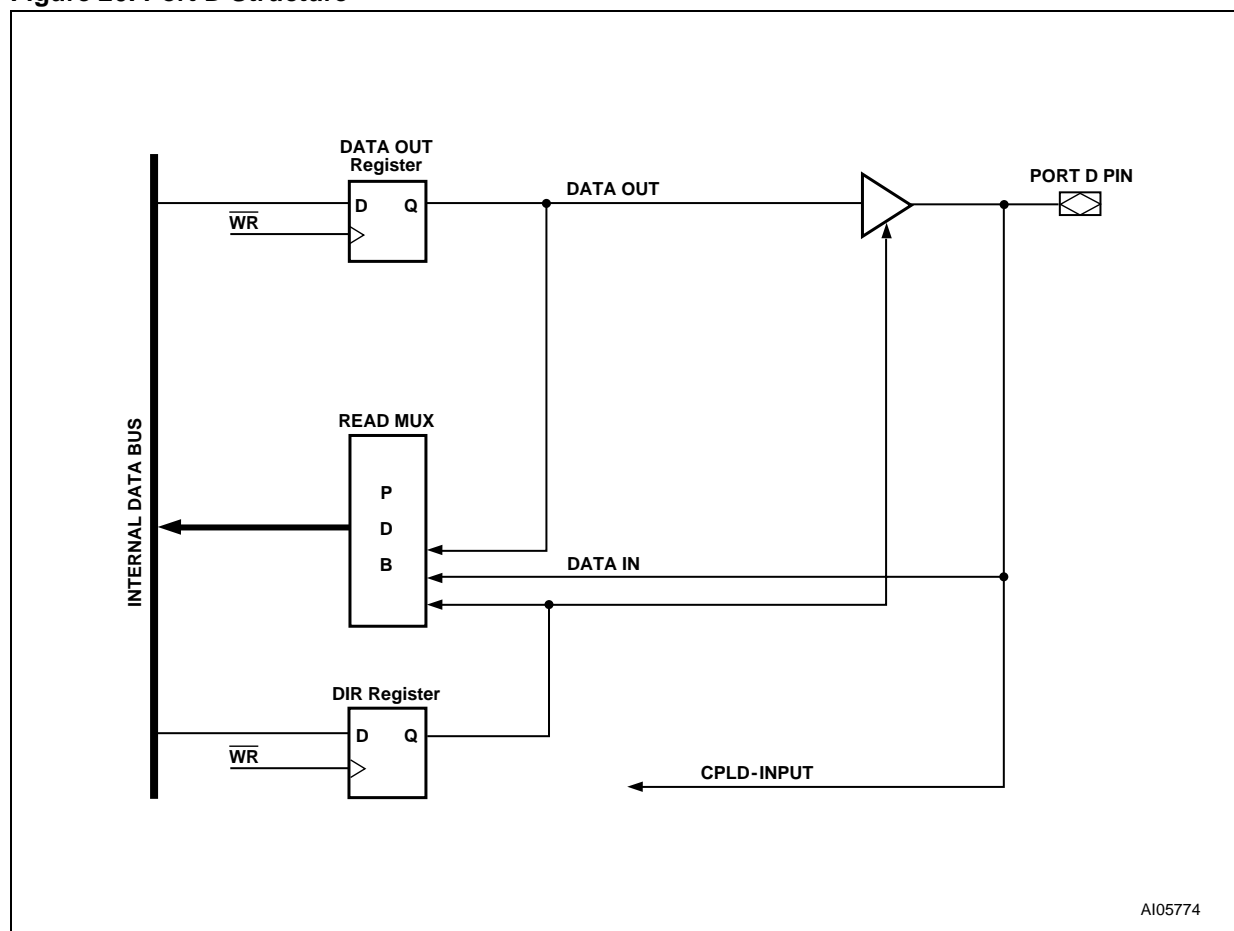 DATA OUT
Register
DATA OUT
PORT D PIN
D Q
WR
READ MUX
P
D
B
INTERNAL DATA BUS
DATA IN
DIR Register
D Q
WR
CPLD-INPUT
AI05774